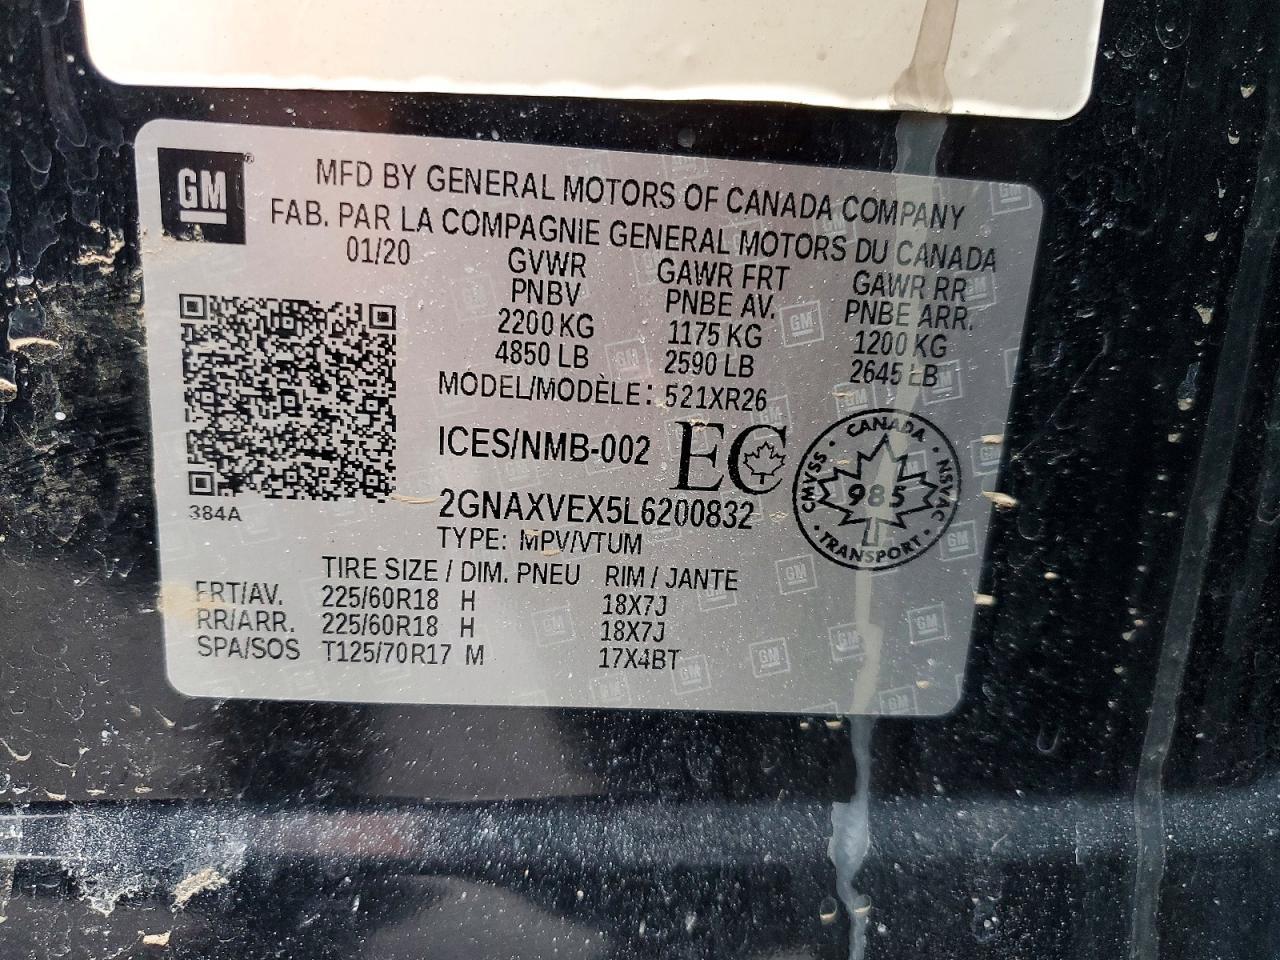 GM
MFD BY GENERAL MOTORS OF CANADA COMPANY
FAB. PAR LA COMPAGNIE GENERAL MOTORS DU CANADA
01/20 GVWR GAWR FRT GAWR RR
PNBV PNBE AV. PNBE ARR.
2200 KG 1175 KG 1200 KG
4850 LB 2590 LB 2645 LB
MODEL/MODÈLE: 521XR26
ICES/NMB-002 EC
CANADA
CMVSS 985 NSVAC
TRANSPORT
384A
2GNAXVEX5L6200832
TYPE: MPV/VTUM
TIRE SIZE / DIM. PNEU RIM / JANTE
FRT/AV. 225/60R18 H 18X7J
RR/ARR. 225/60R18 H 18X7J
SPA/SOS T125/70R17 M 17X4BT